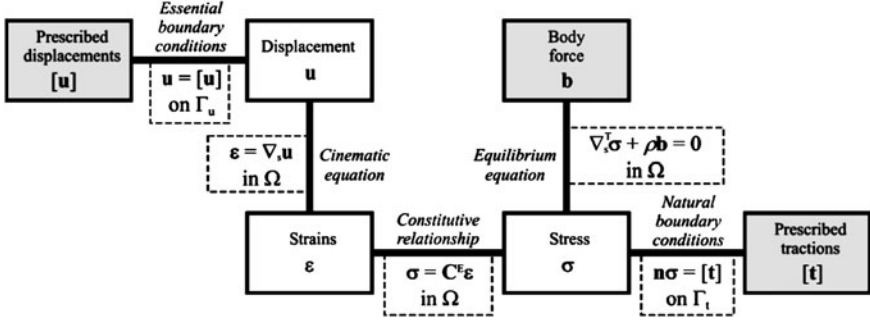 Essential
boundary
conditions
Prescribed
displacements
[u]
u = [u]
on Γᵤ
Displacement
u
Body
force
b
ε = ∇ₛu
in Ω
Cinematic
equation
Equilibrium
equation
∇ₛᵀσ + ρb = 0
in Ω
Strains
ε
Constitutive
relationship
σ = Cᴱε
in Ω
Stress
σ
Natural
boundary
conditions
nσ = [t]
on Γₜ
Prescribed
tractions
[t]